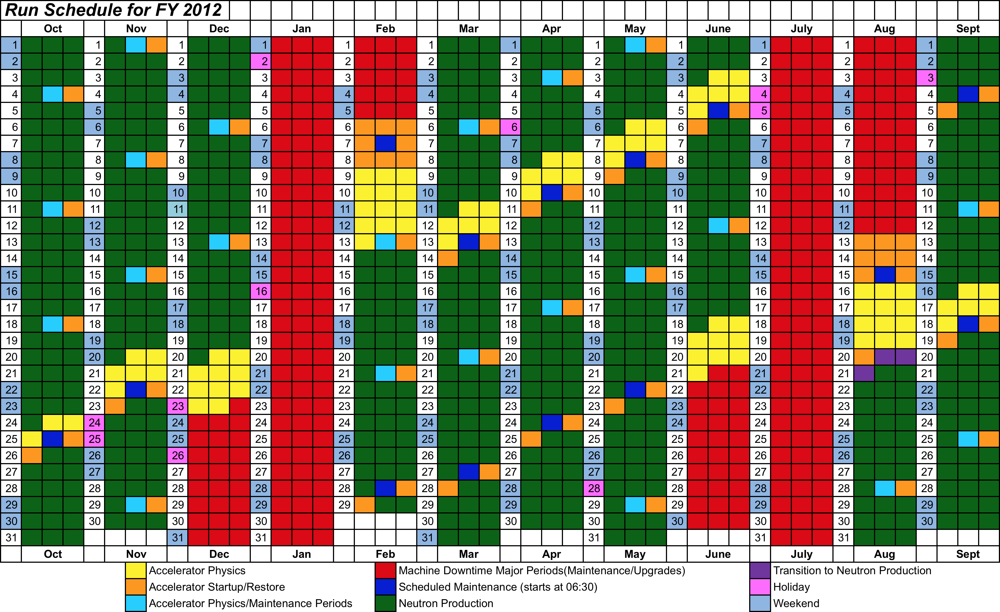 Run Schedule for FY 2012
Oct Nov Dec Jan Feb Mar Apr May June July Aug Sept
1 1 1 1 1 1 1 1 1 1 1 1
2 2 2 2 2 2 2 2 2 2 2 2
3 3 3 3 3 3 3 3 3 3 3 3
4 4 4 4 4 4 4 4 4 4 4 4
5 5 5 5 5 5 5 5 5 5 5 5
6 6 6 6 6 6 6 6 6 6 6 6
7 7 7 7 7 7 7 7 7 7 7 7
8 8 8 8 8 8 8 8 8 8 8 8
9 9 9 9 9 9 9 9 9 9 9 9
10 10 10 10 10 10 10 10 10 10 10 10
11 11 11 11 11 11 11 11 11 11 11 11
12 12 12 12 12 12 12 12 12 12 12 12
13 13 13 13 13 13 13 13 13 13 13 13
14 14 14 14 14 14 14 14 14 14 14 14
15 15 15 15 15 15 15 15 15 15 15 15
16 16 16 16 16 16 16 16 16 16 16 16
17 17 17 17 17 17 17 17 17 17 17 17
18 18 18 18 18 18 18 18 18 18 18 18
19 19 19 19 19 19 19 19 19 19 19 19
20 20 20 20 20 20 20 20 20 20 20 20
21 21 21 21 21 21 21 21 21 21 21 21
22 22 22 22 22 22 22 22 22 22 22 22
23 23 23 23 23 23 23 23 23 23 23 23
24 24 24 24 24 24 24 24 24 24 24 24
25 25 25 25 25 25 25 25 25 25 25 25
26 26 26 26 26 26 26 26 26 26 26 26
27 27 27 27 27 27 27 27 27 27 27 27
28 28 28 28 28 28 28 28 28 28 28 28
29 29 29 29 29 29 29 29 29 29 29 29
30 30 30 30 30 30 30 30 30 30 30
31 31 31 31 31 31 31
Oct Nov Dec Jan Feb Mar Apr May June July Aug Sept
Accelerator Physics Machine Downtime Major Periods(Maintenance/Upgrades) Transition to Neutron Production
Accelerator Startup/Restore Scheduled Maintenance (starts at 06:30) Holiday
Accelerator Physics/Maintenance Periods Neutron Production Weekend